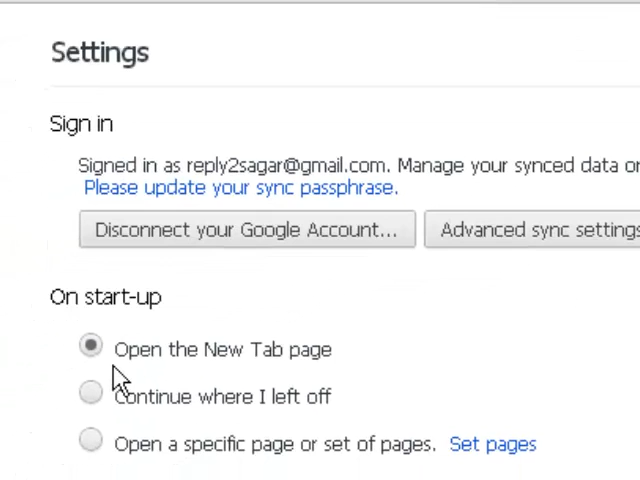 Settings
Sign in
Signed in as reply2sagar@gmail.com. Manage your synced data on
Please update your sync passphrase.
Disconnect your Google Account... Advanced sync settings
On start-up
Open the New Tab page
Continue where I left off
Open a specific page or set of pages. Set pages